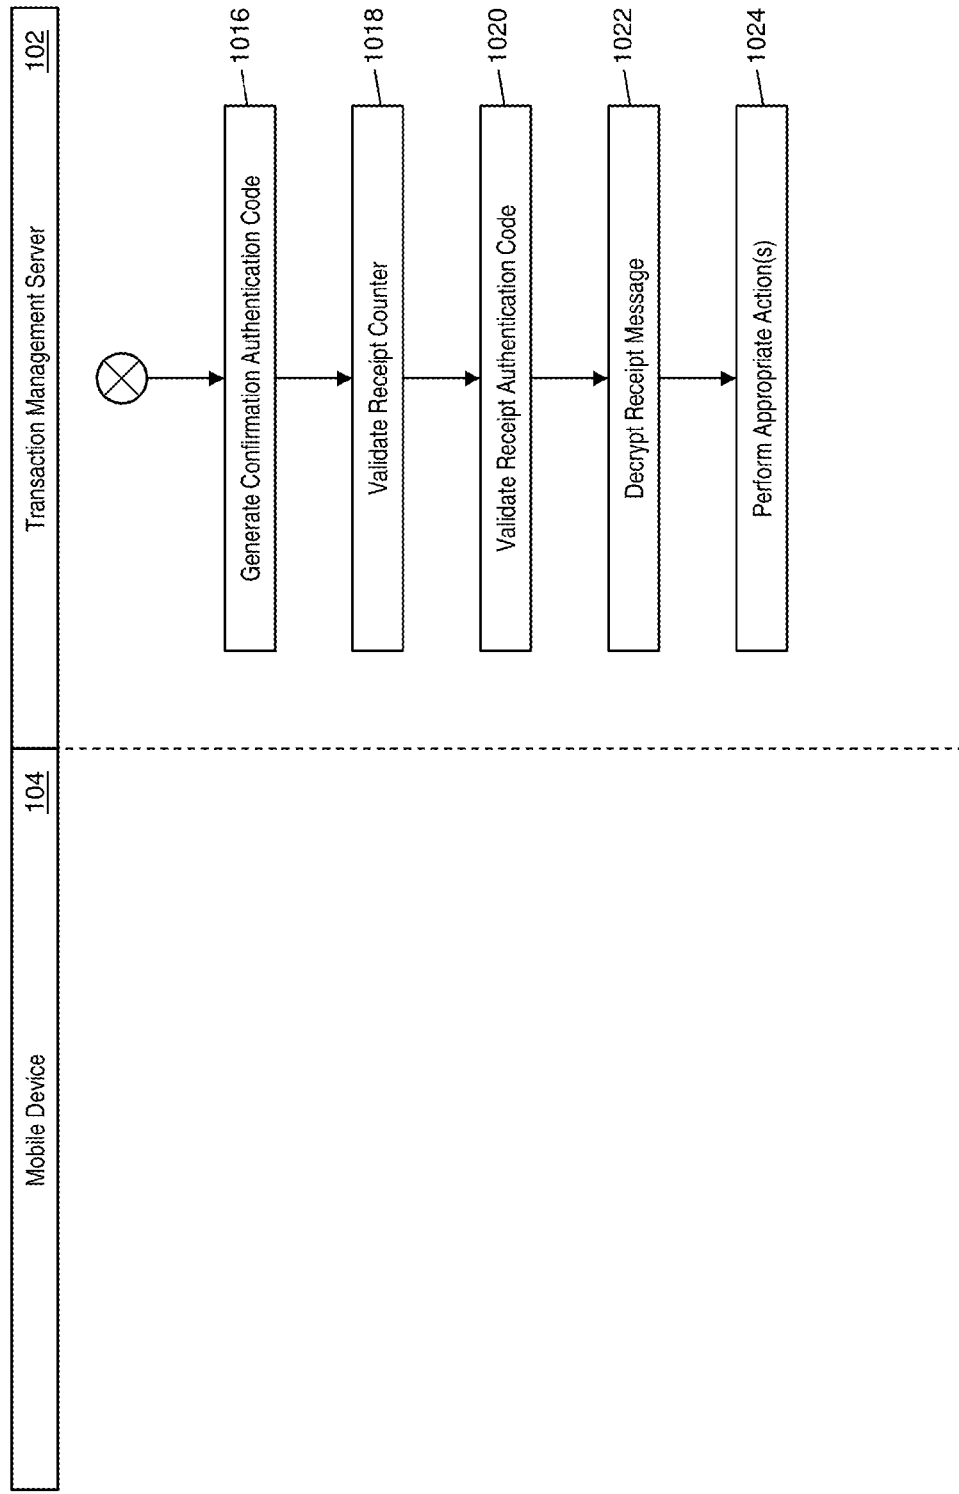 Mobile Device
104
Transaction Management Server
102
Generate Confirmation Authentication Code
1016
Validate Receipt Counter
1018
Validate Receipt Authentication Code
1020
Decrypt Receipt Message
1022
Perform Appropriate Action(s)
1024